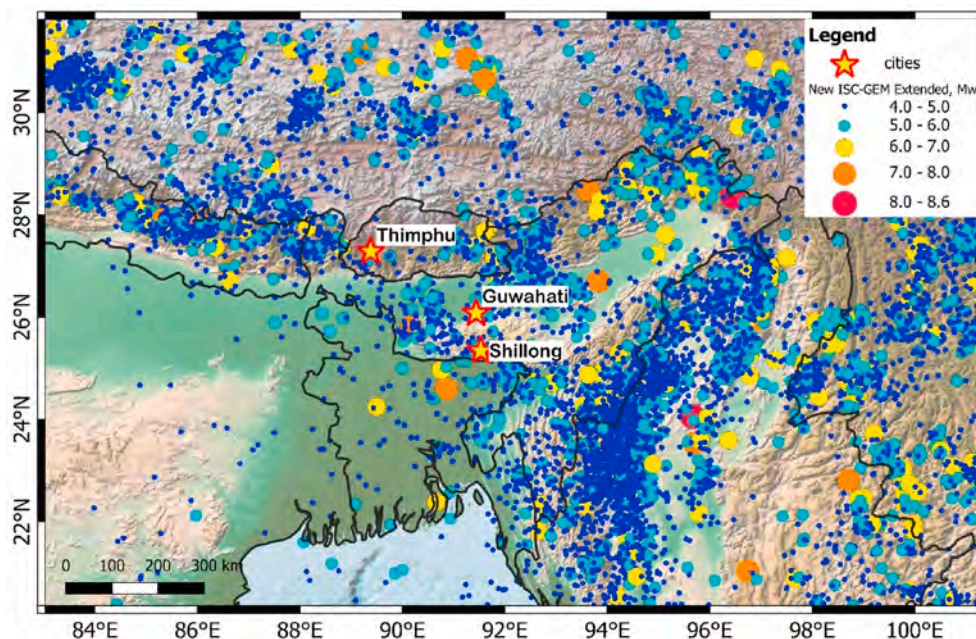 Legend
cities
New ISC-GEM Extended, Mw
4.0 - 5.0
5.0 - 6.0
6.0 - 7.0
7.0 - 8.0
8.0 - 8.6
30°N
28°N
26°N
24°N
22°N
Thimphu
Guwahati
Shillong
0 100 200 300 km
84°E 86°E 88°E 90°E 92°E 94°E 96°E 98°E 100°E